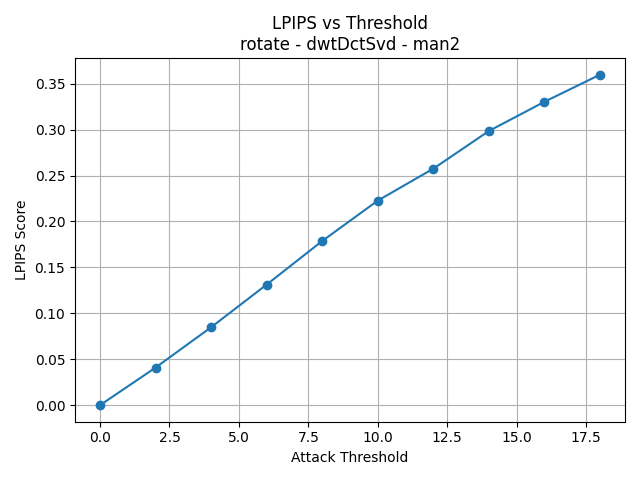 LPIPS vs Threshold
rotate - dwtDctSvd - man2
LPIPS Score
0.35
0.30
0.25
0.20
0.15
0.10
0.05
0.00
0.0 2.5 5.0 7.5 10.0 12.5 15.0 17.5
Attack Threshold